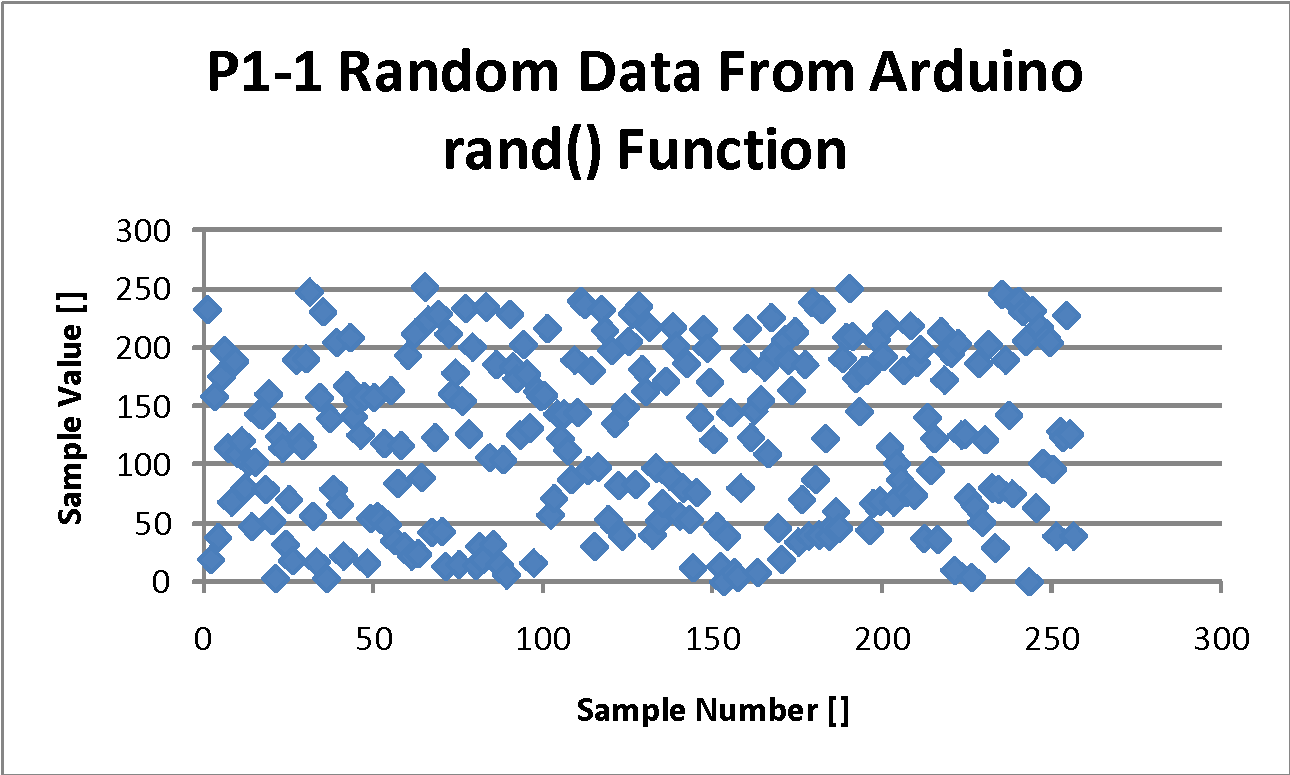 P1-1 Random Data From Arduino
rand() Function
300
250
200
150
100
50
0
Sample Value []
0 50 100 150 200 250 300
Sample Number []